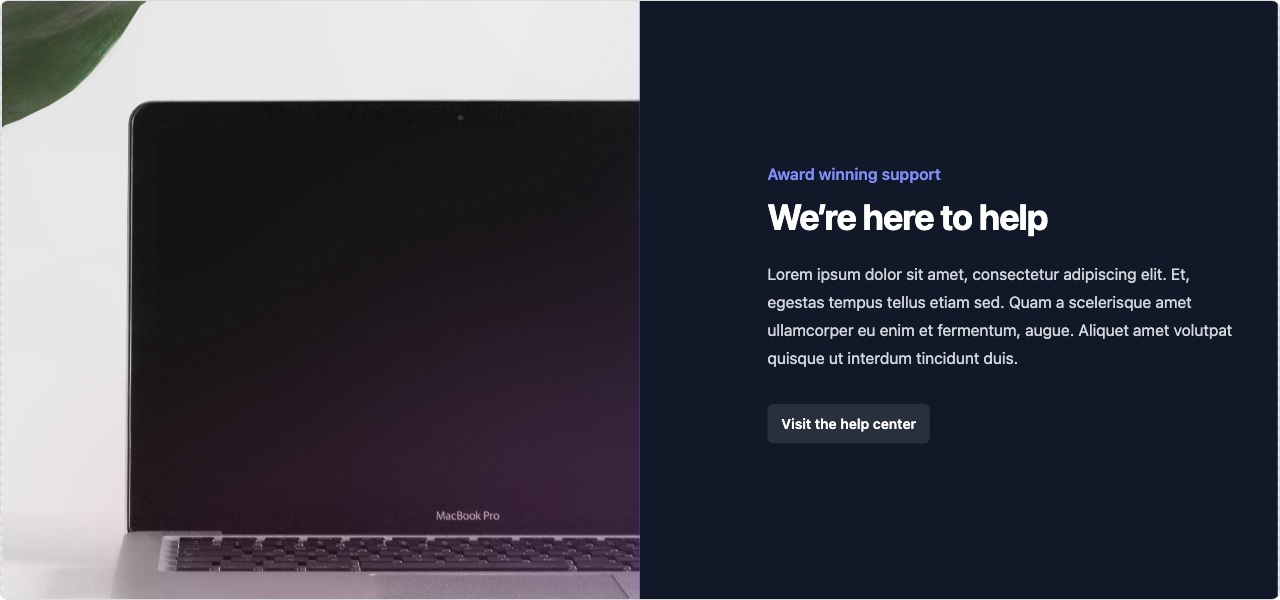 MacBook Pro
Award winning support
We're here to help
Lorem ipsum dolor sit amet, consectetur adipiscing elit. Et,
egestas tempus tellus etiam sed. Quam a scelerisque amet
ullamcorper eu enim et fermentum, augue. Aliquet amet volutpat
quisque ut interdum tincidunt duis.
Visit the help center